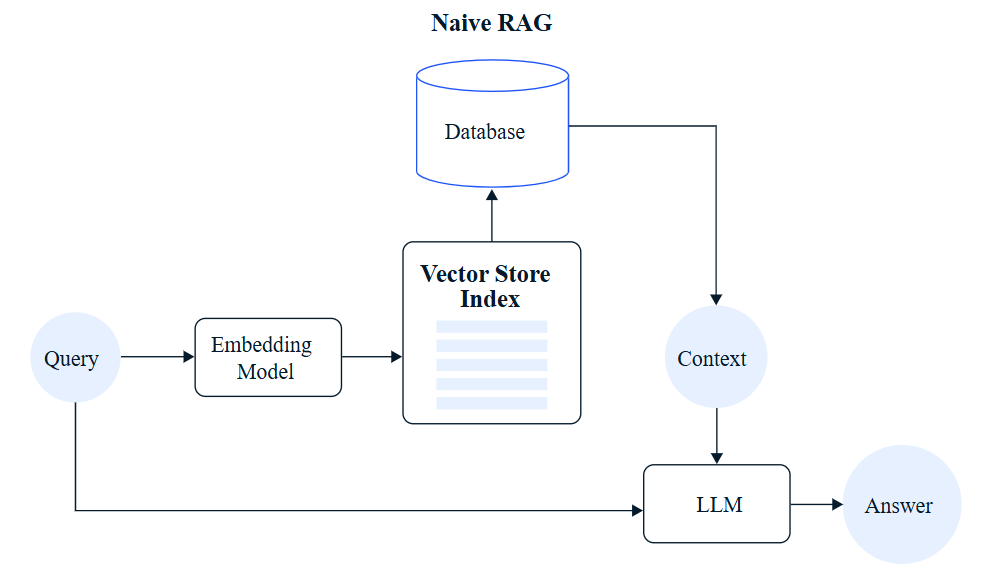 Naive RAG
Database
Vector Store
Index
Query
Embedding
Model
Context
LLM
Answer